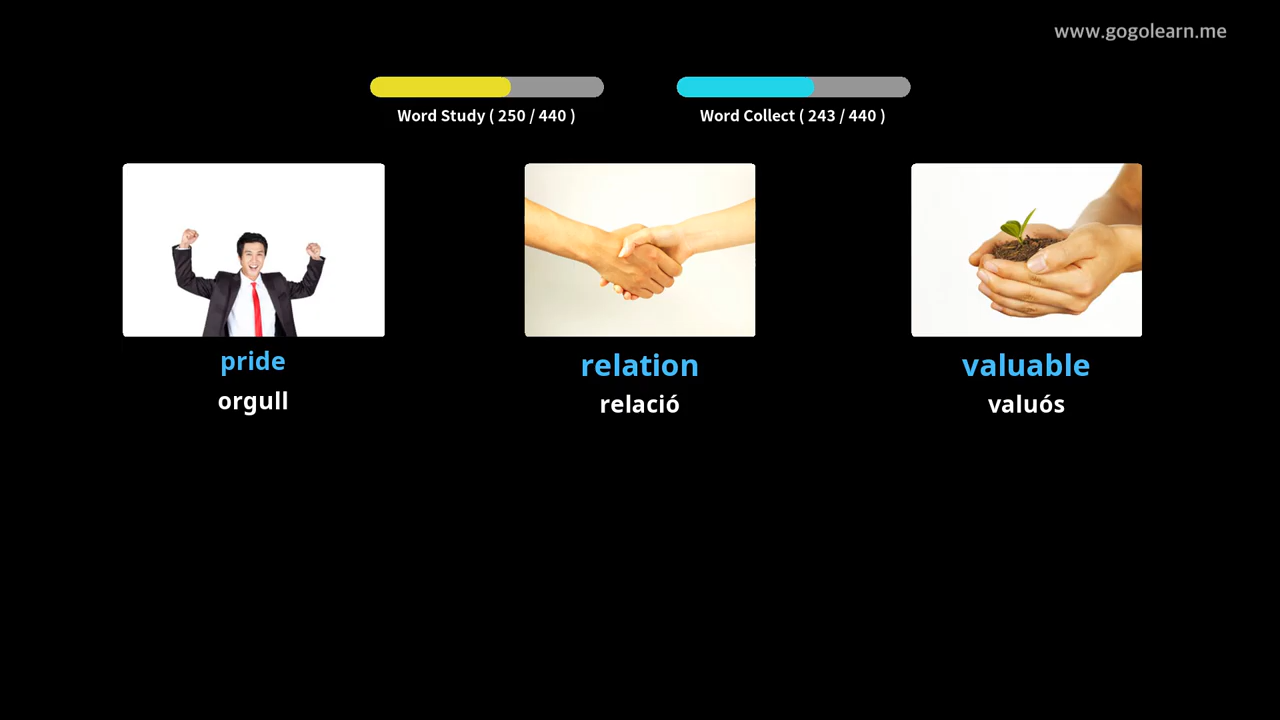 www.gogolearn.me
Word Study ( 250 / 440 )
Word Collect ( 243 / 440 )
pride
orgull
relation
relació
valuable
valuós